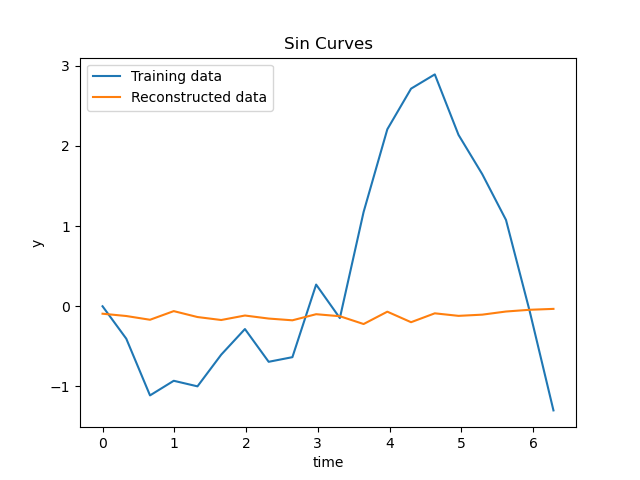 Sin Curves
Training data
Reconstructed data
3
2
1
0
−1
y
0 1 2 3 4 5 6
time